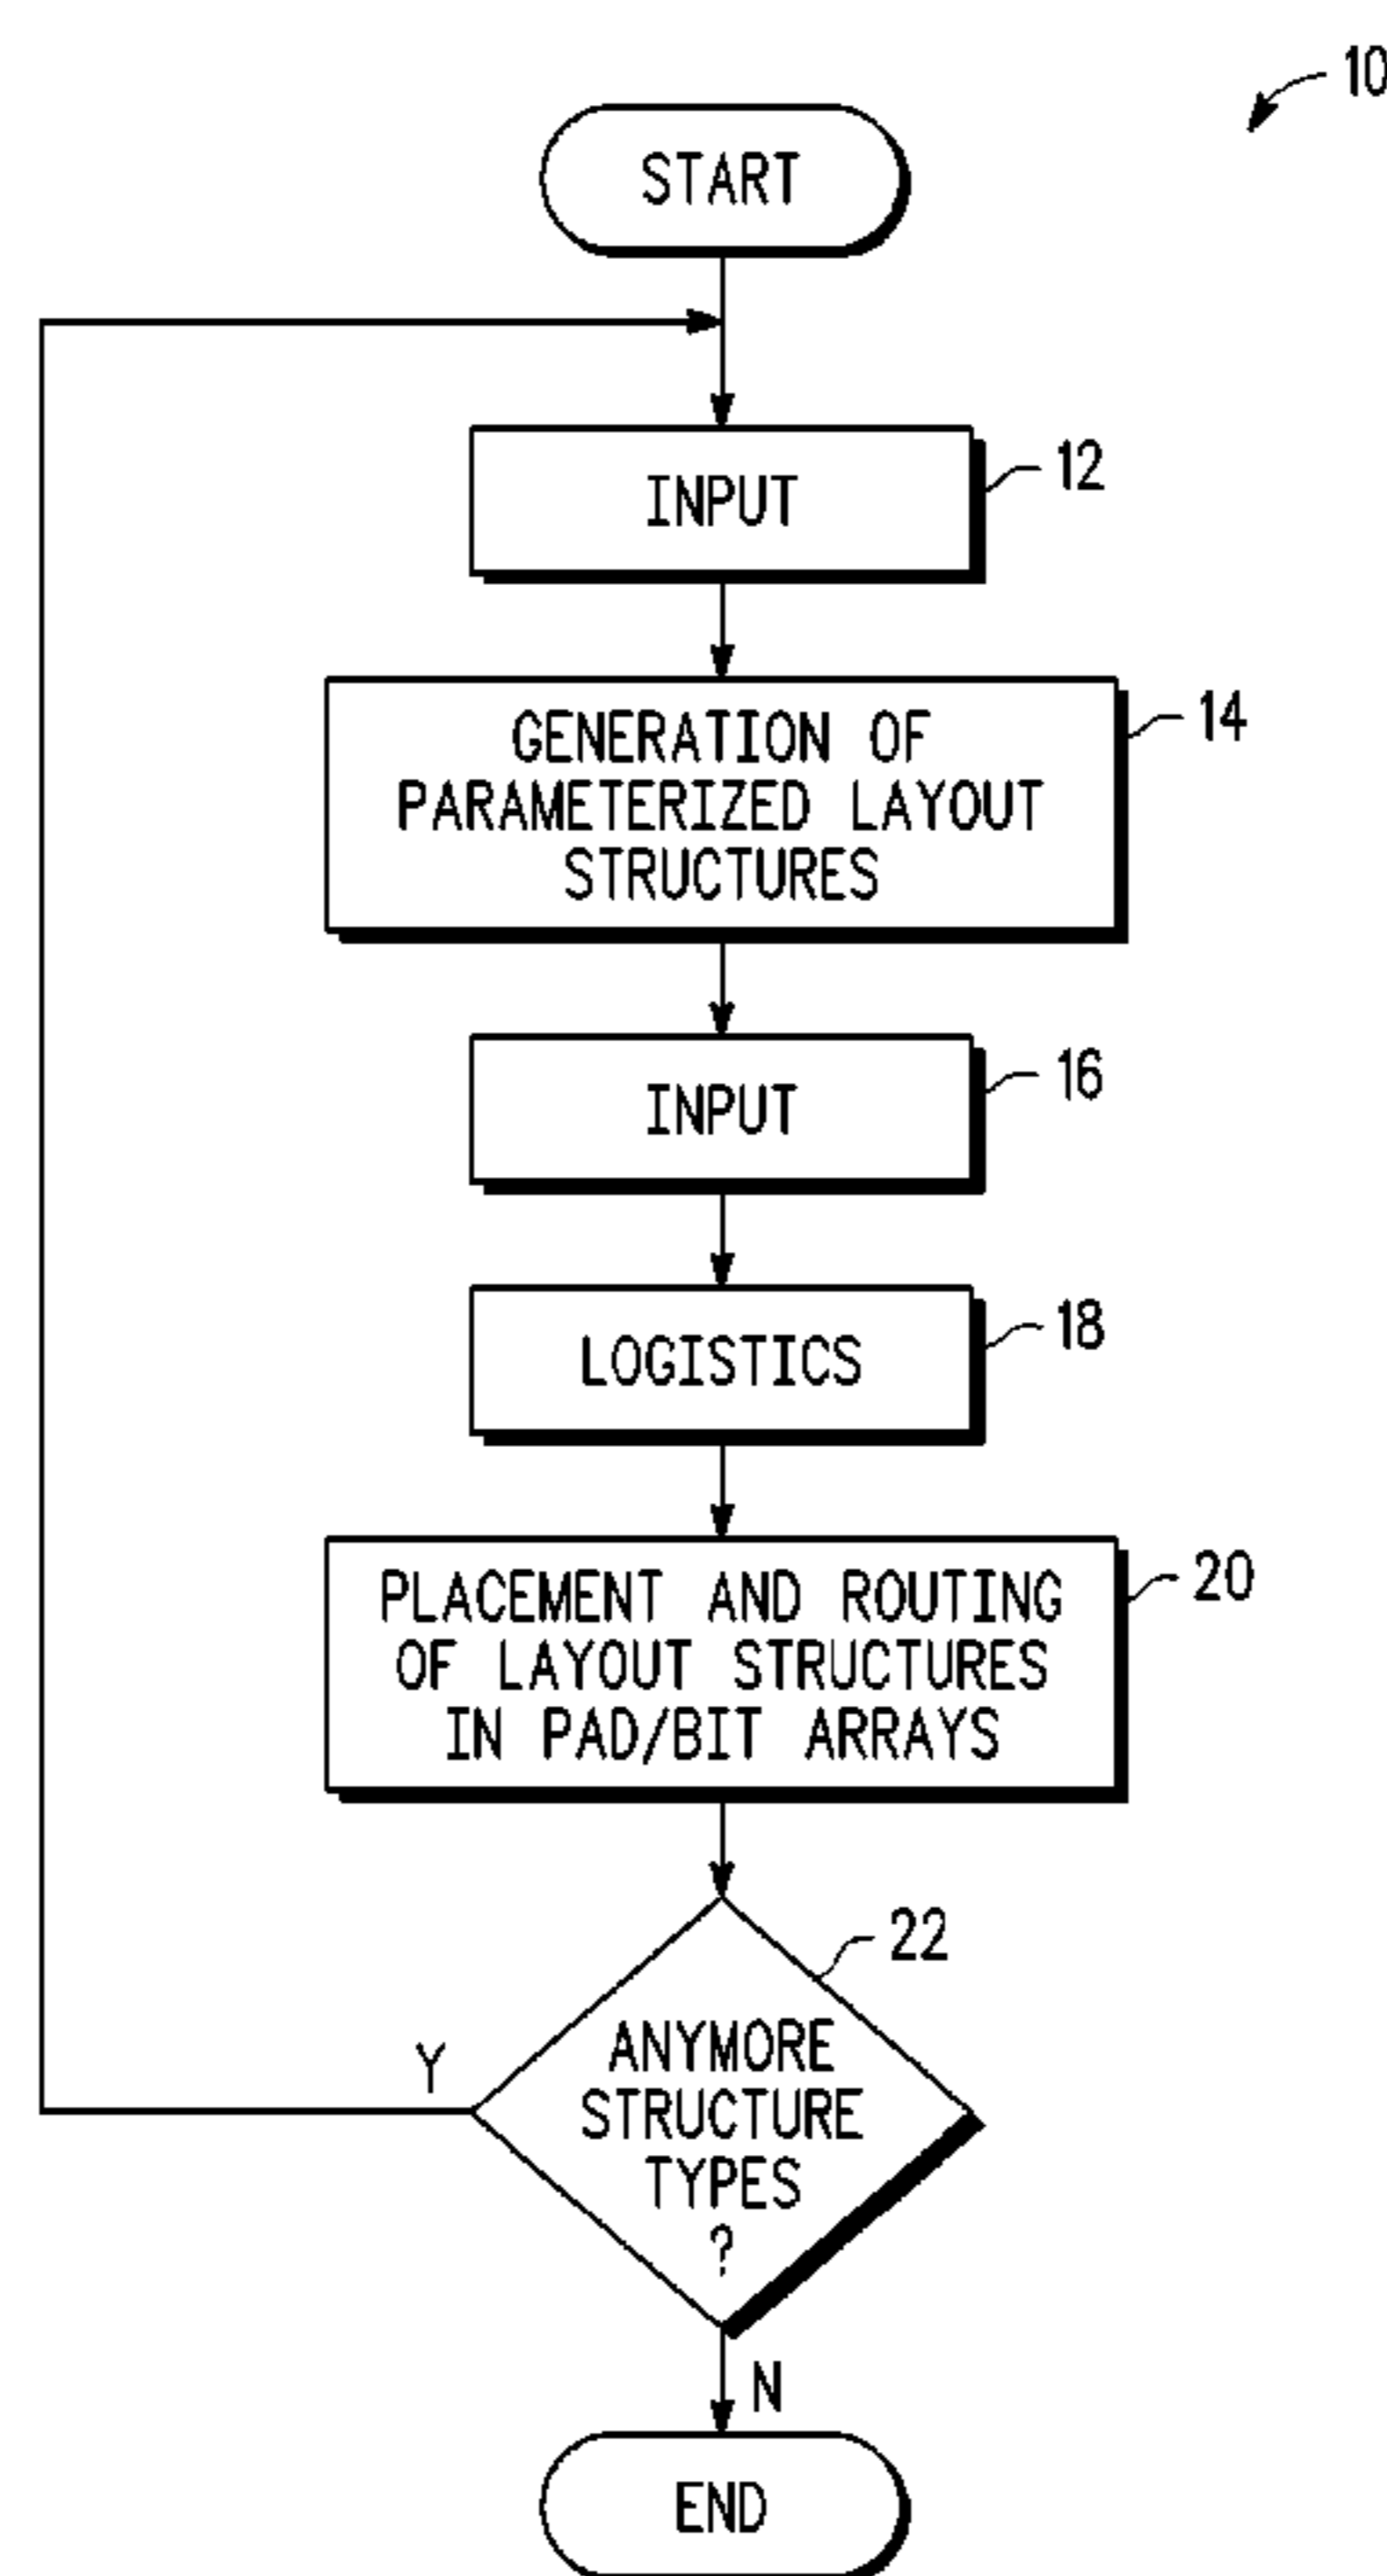 10
START
INPUT
12
GENERATION OF
PARAMETERIZED LAYOUT
STRUCTURES
14
INPUT
16
LOGISTICS
18
PLACEMENT AND ROUTING
OF LAYOUT STRUCTURES
IN PAD/BIT ARRAYS
20
22
ANYMORE
STRUCTURE
TYPES
?
Y
N
END